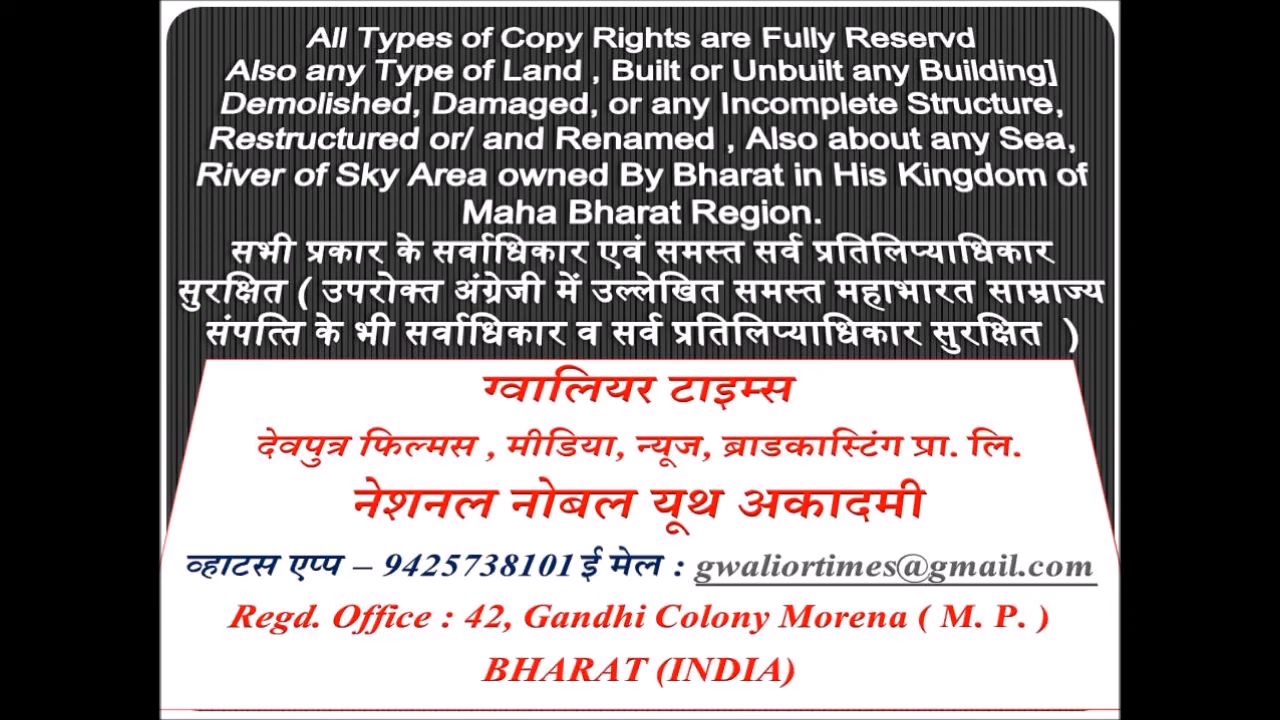 All Types of Copy Rights are Fully Reservd
Also any Type of Land , Built or Unbuilt any Building]
Demolished, Damaged, or any Incomplete Structure,
Restructured or/ and Renamed , Also about any Sea,
River of Sky Area owned By Bharat in His Kingdom of
Maha Bharat Region.
सभी प्रकार के सर्वाधिकार एवं समस्त सर्व प्रतिलिप्याधिकार
सुरक्षित ( उपरोक्त अंग्रेजी में उल्लेखित समस्त महाभारत साम्राज्य
संपत्ति के भी सर्वाधिकार व सर्व प्रतिलिप्याधिकार सुरक्षित )
ग्वालियर टाइम्स
देवपुत्र फिल्मस , मीडिया, न्यूज, ब्राडकास्टिंग प्रा. लि.
नेशनल नोबल यूथ अकादमी
व्हाटस एप्प – 9425738101 ई मेल : gwaliortimes@gmail.com
Regd. Office : 42, Gandhi Colony Morena ( M. P. )
BHARAT (INDIA)